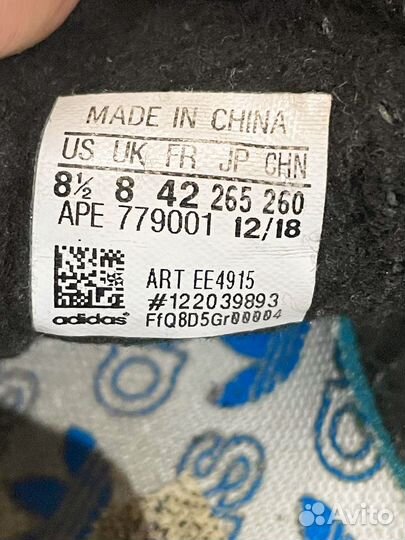 MADE IN CHINA
US UK FR JP CHN
8½ 8 42 265 260
APE 779001 12/18
ART EE4915
#122039893
adidas FfQ8D5Gr00004
Avito